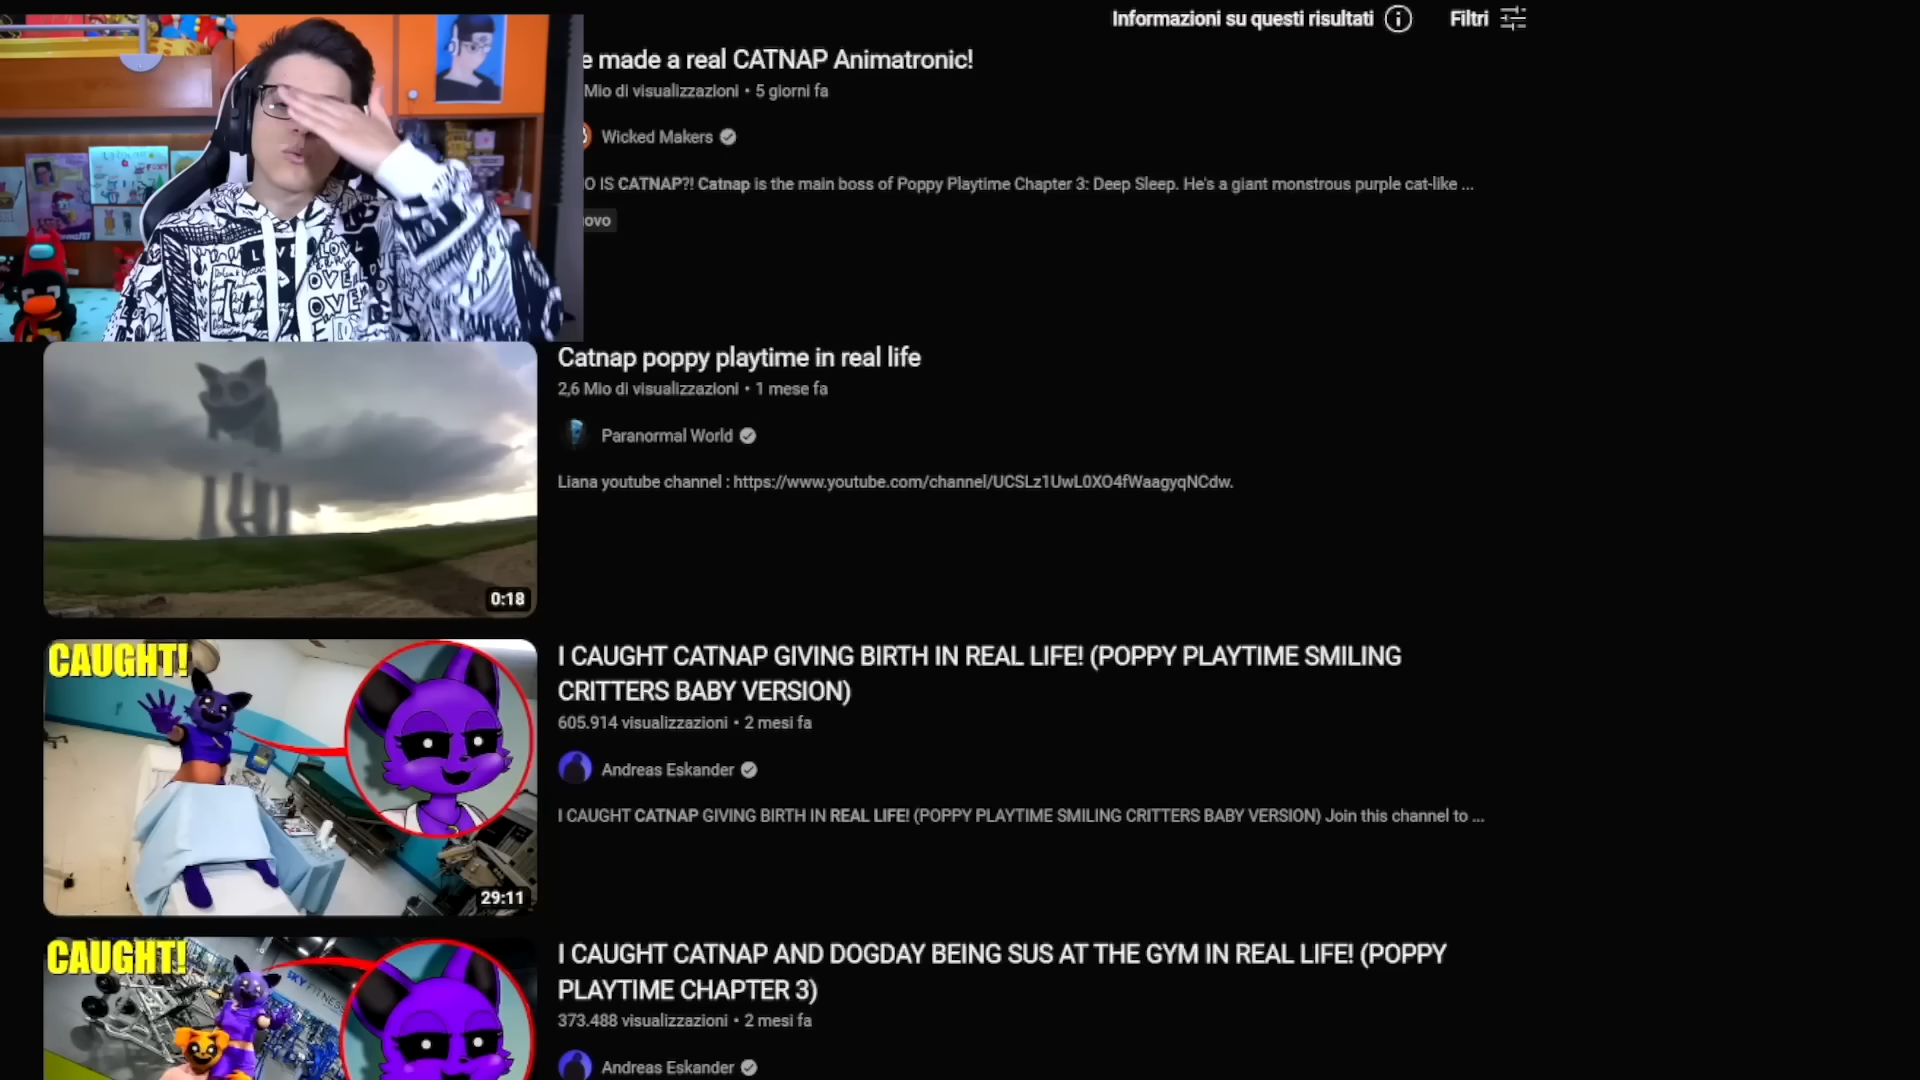 Informazioni su questi risultati
Filtri
e made a real CATNAP Animatronic!
Mio di visualizzazioni • 5 giorni fa
Wicked Makers
O IS CATNAP?! Catnap is the main boss of Poppy Playtime Chapter 3: Deep Sleep. He's a giant monstrous purple cat-like ...
ovo
Catnap poppy playtime in real life
2,6 Mio di visualizzazioni • 1 mese fa
Paranormal World
Liana youtube channel : https://www.youtube.com/channel/UCSLz1UwL0XO4fWaagyqNCdw.
0:18
CAUGHT!
I CAUGHT CATNAP GIVING BIRTH IN REAL LIFE! (POPPY PLAYTIME SMILING
CRITTERS BABY VERSION)
605.914 visualizzazioni • 2 mesi fa
Andreas Eskander
I CAUGHT CATNAP GIVING BIRTH IN REAL LIFE! (POPPY PLAYTIME SMILING CRITTERS BABY VERSION) Join this channel to ...
29:11
CAUGHT!
SKY FITNESS
I CAUGHT CATNAP AND DOGDAY BEING SUS AT THE GYM IN REAL LIFE! (POPPY
PLAYTIME CHAPTER 3)
373.488 visualizzazioni • 2 mesi fa
Andreas Eskander
LOVE
OVE
OVE